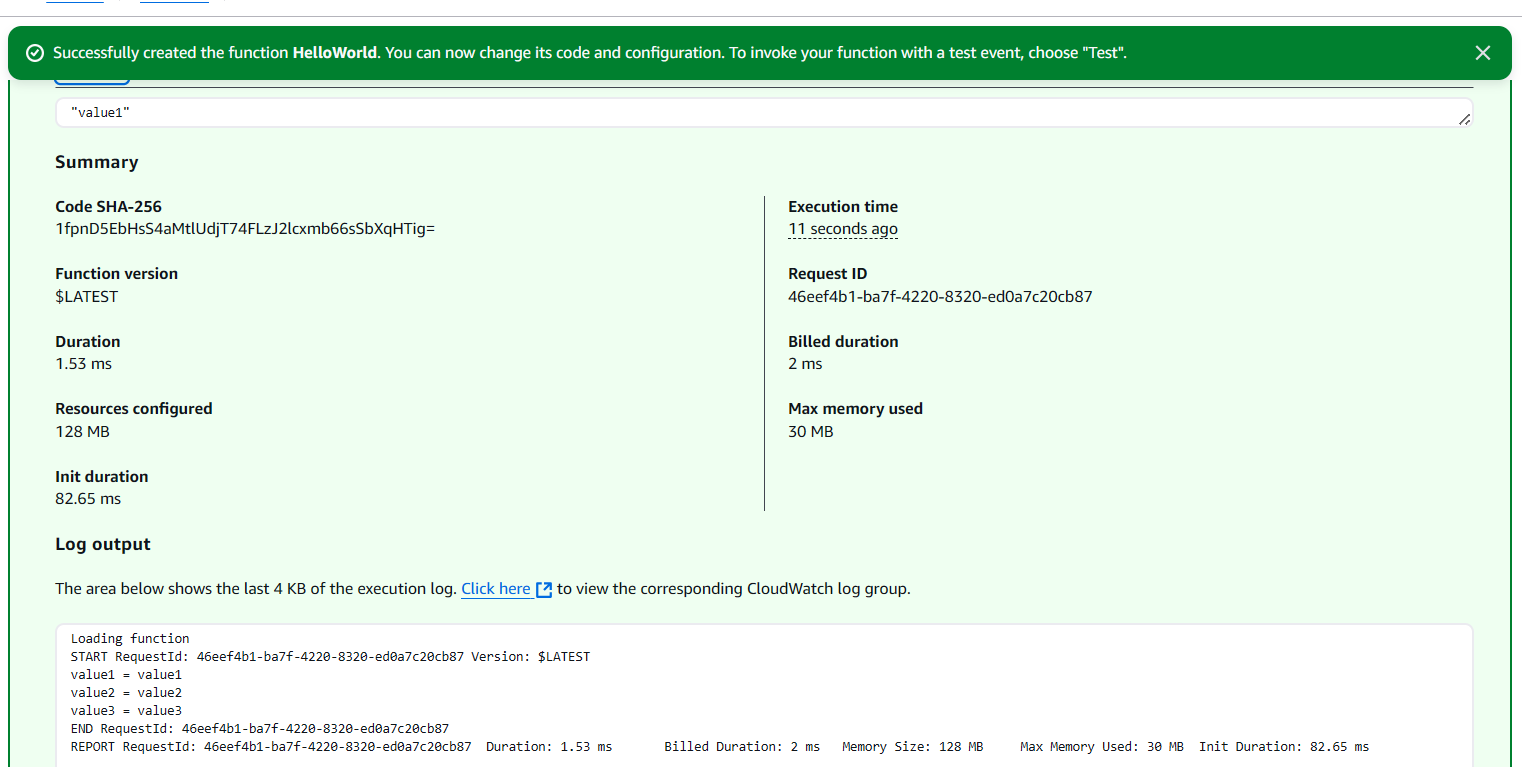 Successfully created the function HelloWorld. You can now change its code and configuration. To invoke your function with a test event, choose "Test".
"value1"
Summary
Code SHA-256
1fpnD5EbHsS4aMtlUdjT74FLzJ2lcxmb66sSbXqHTig=
Function version
$LATEST
Duration
1.53 ms
Resources configured
128 MB
Init duration
82.65 ms
Execution time
11 seconds ago
Request ID
46eef4b1-ba7f-4220-8320-ed0a7c20cb87
Billed duration
2 ms
Max memory used
30 MB
Log output
The area below shows the last 4 KB of the execution log. Click here to view the corresponding CloudWatch log group.
Loading function
START RequestId: 46eef4b1-ba7f-4220-8320-ed0a7c20cb87 Version: $LATEST
value1 = value1
value2 = value2
value3 = value3
END RequestId: 46eef4b1-ba7f-4220-8320-ed0a7c20cb87
REPORT RequestId: 46eef4b1-ba7f-4220-8320-ed0a7c20cb87 Duration: 1.53 ms Billed Duration: 2 ms Memory Size: 128 MB Max Memory Used: 30 MB Init Duration: 82.65 ms